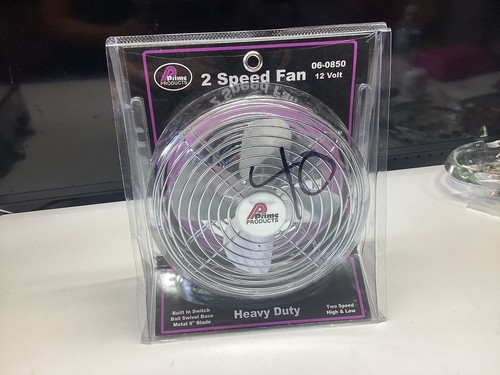 Prime
PRODUCTS
2 Speed Fan
06-0850
12 Volt
40
Prime
PRODUCTS
Built In Switch
Ball Swivel Base
Metal 6" Blade
Heavy Duty
Two Speed
High & Low